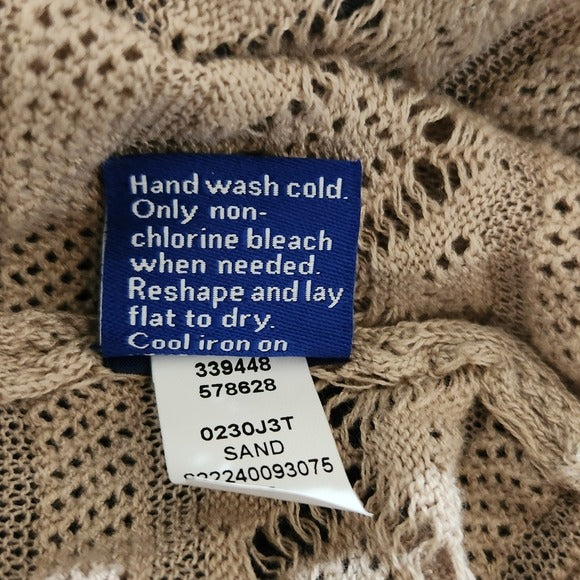 Hand wash cold.
Only non-
chlorine bleach
when needed.
Reshape and lay
flat to dry.
Cool iron on
339448
578628
0230J3T
SAND